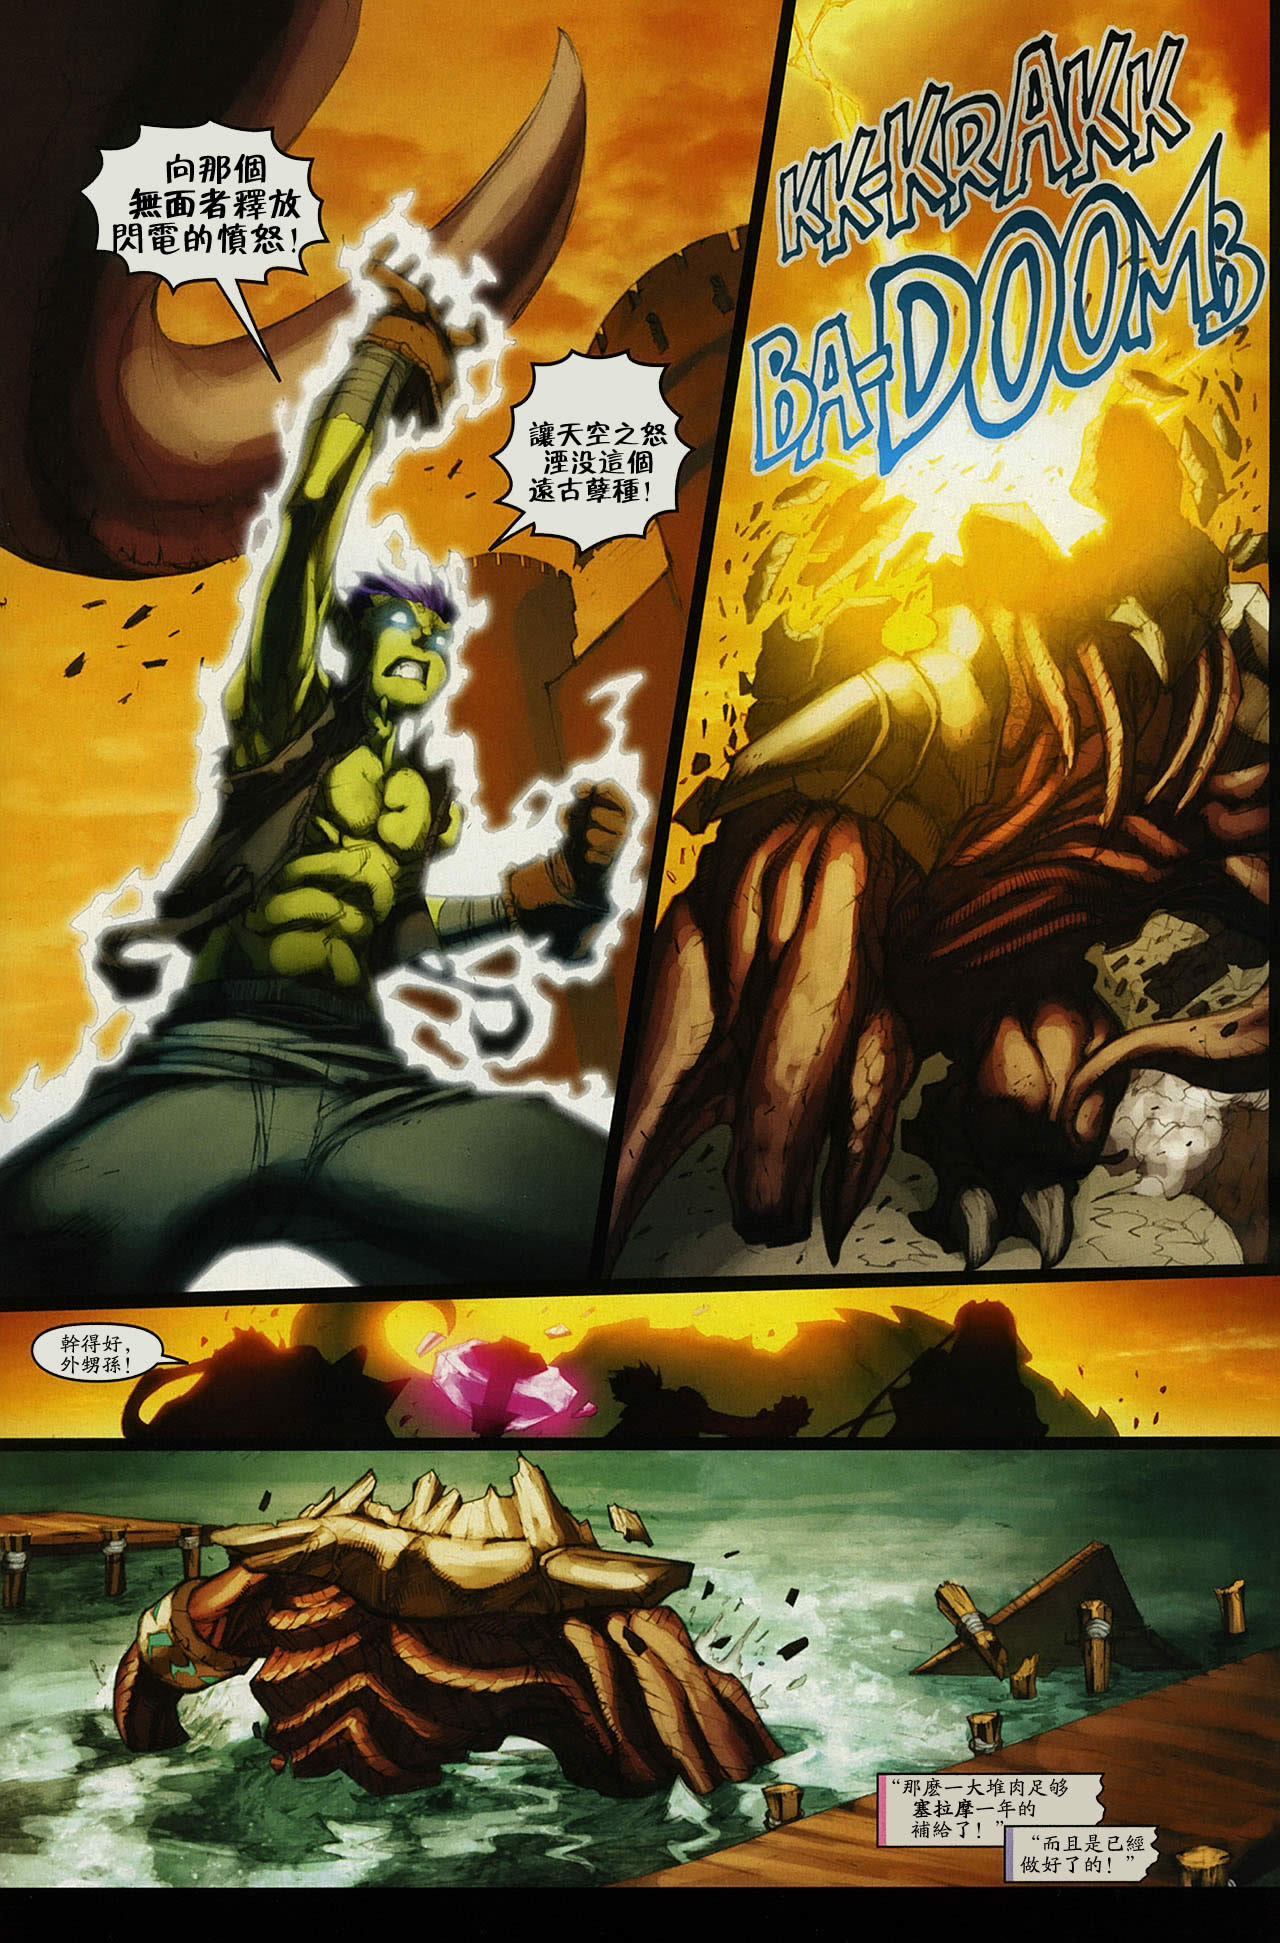 向那個
無面者釋放
閃電的憤怒！
讓天空之怒
湮没這個
遠古孽種！
KK-KRAKK
BA-DOOMB
幹得好，
外甥孫！
“那麽一大堆肉足够
塞拉摩一年的
補給了！”
“而且是已經
做好了的！”